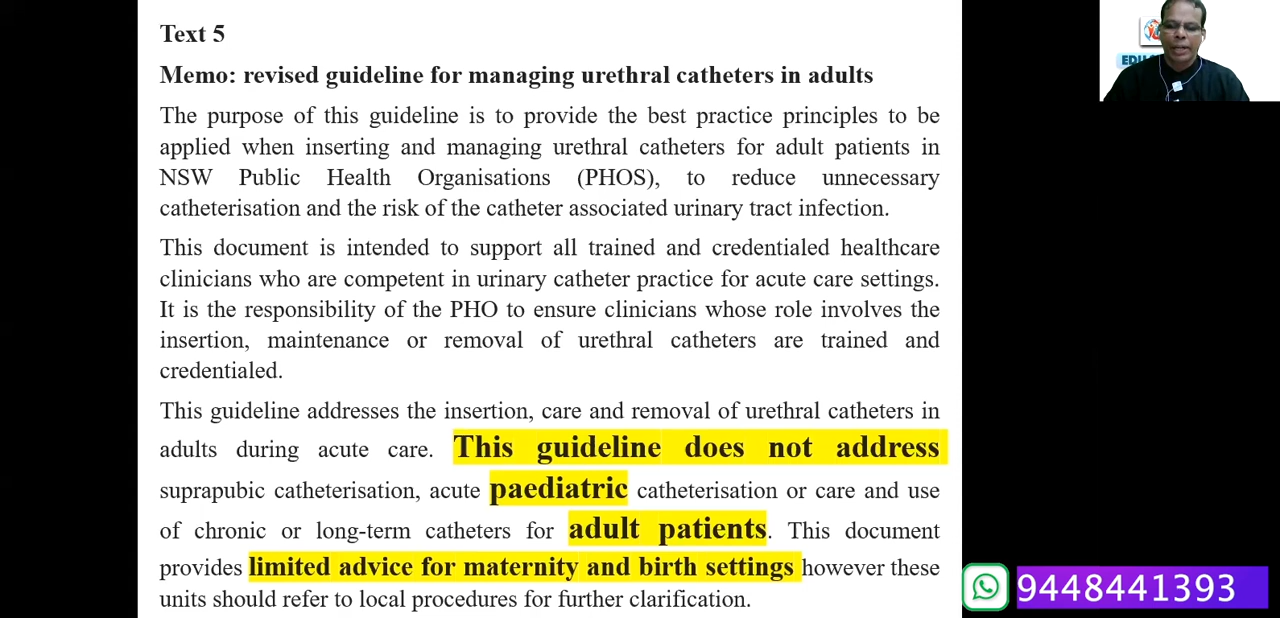 Text 5
Memo: revised guideline for managing urethral catheters in adults
The purpose of this guideline is to provide the best practice principles to be
applied when inserting and managing urethral catheters for adult patients in
NSW Public Health Organisations (PHOS), to reduce unnecessary
catheterisation and the risk of the catheter associated urinary tract infection.
This document is intended to support all trained and credentialed healthcare
clinicians who are competent in urinary catheter practice for acute care settings.
It is the responsibility of the PHO to ensure clinicians whose role involves the
insertion, maintenance or removal of urethral catheters are trained and
credentialed.
This guideline addresses the insertion, care and removal of urethral catheters in
adults during acute care. This guideline does not address
suprapubic catheterisation, acute paediatric catheterisation or care and use
of chronic or long-term catheters for adult patients. This document
provides limited advice for maternity and birth settings however these
units should refer to local procedures for further clarification.
9448441393